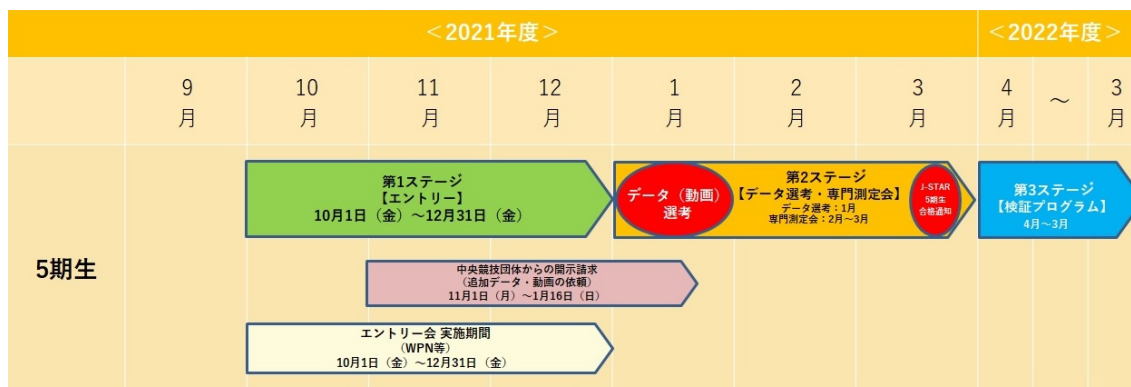 ＜2021年度＞
＜2022年度＞
9
月
10
月
11
月
12
月
1
月
2
月
3
月
4
月
～
3
月
5期生
第1ステージ
【エントリー】
10月1日（金）～12月31日（金）
データ（動画）
選考
第2ステージ
【データ選考・専門測定会】
データ選考：1月
専門測定会：2月～3月
J-STAR
5期生
合格通知
第3ステージ
【検証プログラム】
4月～3月
中央競技団体からの開示請求
（追加データ・動画の依頼）
11月1日（月）～1月16日（日）
エントリー会 実施期間
（WPN等）
10月1日（金）～12月31日（金）